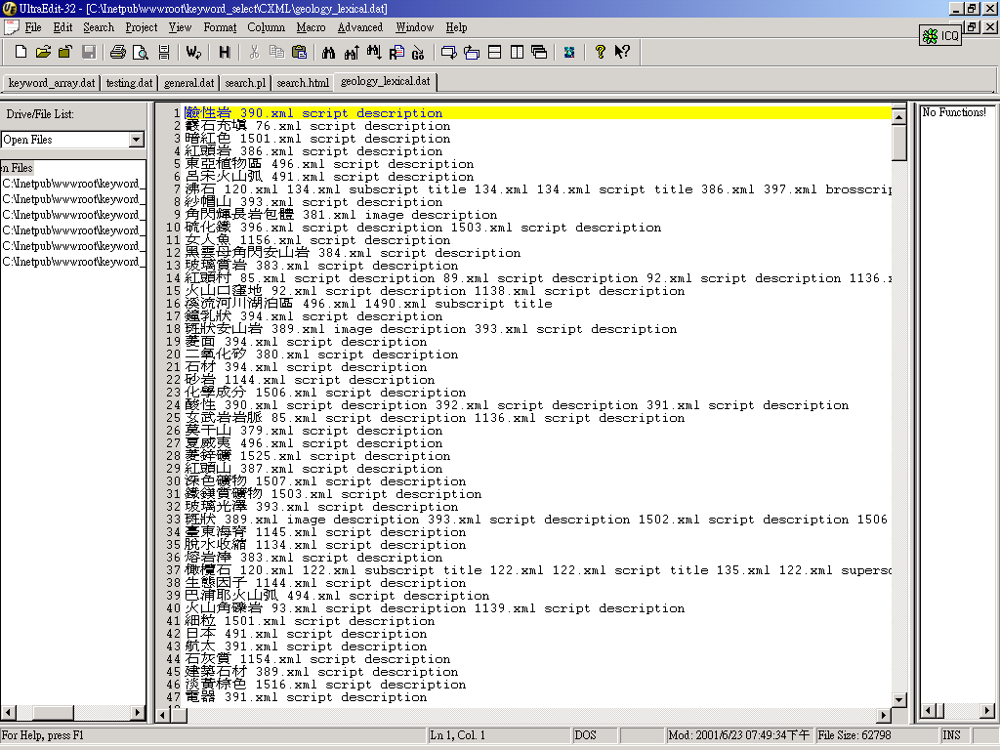 UltraEdit-32 - [C:\Inetpub\wwwroot\keyword_select\CXML\geology_lexical.dat]
File Edit Search Project View Format Column Macro Advanced Window Help
ICQ
keyword_array.dat testing.dat general.dat search.pl search.html geology_lexical.dat
Drive/File List:
Open Files
n Files
C:\Inetpub\wwwroot\keyword_
C:\Inetpub\wwwroot\keyword_
C:\Inetpub\wwwroot\keyword_
C:\Inetpub\wwwroot\keyword_
C:\Inetpub\wwwroot\keyword_
C:\Inetpub\wwwroot\keyword_
1 鹼性岩 390.xml script description
2 霰石充填 76.xml script description
3 暗紅色 1501.xml script description
4 紅頭岩 386.xml script description
5 東亞植物區 496.xml script description
6 呂宋火山弧 491.xml script description
7 沸石 120.xml 134.xml subscript title 134.xml 134.xml script title 386.xml 397.xml brosscrip
8 紗帽山 393.xml script description
9 角閃輝長岩包體 381.xml image description
10 硫化鐵 396.xml script description 1503.xml script description
11 女人魚 1156.xml script description
12 黑雲母角閃安山岩 384.xml script description
13 玻璃質岩 383.xml script description
14 紅頭村 85.xml script description 89.xml script description 92.xml script description 1136.x
15 火山口窪地 92.xml script description 1138.xml script description
16 溪流河川湖泊區 496.xml 1490.xml subscript title
17 鐘乳狀 394.xml script description
18 斑狀安山岩 389.xml image description 393.xml script description
19 菱面 394.xml script description
20 二氧化矽 380.xml script description
21 石材 394.xml script description
22 砂岩 1144.xml script description
23 化學成分 1506.xml script description
24 酸性 390.xml script description 392.xml script description 391.xml script description
25 玄武岩岩脈 85.xml script description 1136.xml script description
26 莫干山 379.xml script description
27 夏威夷 496.xml script description
28 菱鋅礦 1525.xml script description
29 紅頭山 387.xml script description
30 深色礦物 1507.xml script description
31 鐵鎂質礦物 1503.xml script description
32 玻璃光澤 393.xml script description
33 斑狀 389.xml image description 393.xml script description 1502.xml script description 1506
34 臺東海脊 1145.xml script description
35 脫水收縮 1134.xml script description
36 熔岩滓 383.xml script description
37 橄欖石 120.xml 122.xml subscript title 122.xml 122.xml script title 135.xml 122.xml supersc
38 生態因子 1144.xml script description
39 巴浦耶火山弧 494.xml script description
40 火山角礫岩 93.xml script description 1139.xml script description
41 細粒 1501.xml script description
42 日本 491.xml script description
43 航太 391.xml script description
44 石灰質 1154.xml script description
45 建築石材 389.xml script description
46 淡黃棕色 1516.xml script description
47 電器 391.xml script description
No Functions!
For Help, press F1 Ln 1, Col. 1 DOS Mod: 2001/6/23 07:49:34下午 File Size: 62798 INS